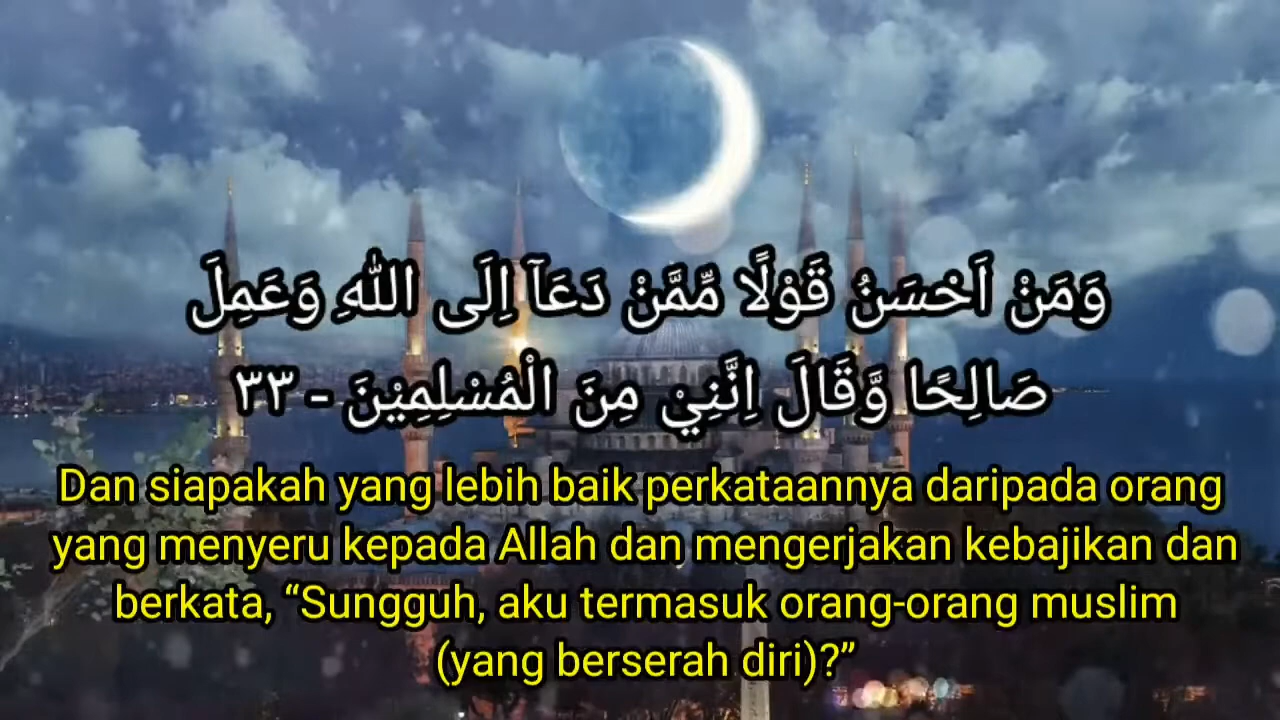 وَمَنْ اَحْسَنُ قَوْلًا مِّمَّنْ دَعَآ اِلَى اللّٰهِ وَعَمِلَ
صَالِحًا وَّقَالَ اِنَّنِيْ مِنَ الْمُسْلِمِيْنَ - ٣٣
Dan siapakah yang lebih baik perkataannya daripada orang
yang menyeru kepada Allah dan mengerjakan kebajikan dan
berkata, “Sungguh, aku termasuk orang-orang muslim
(yang berserah diri)?”